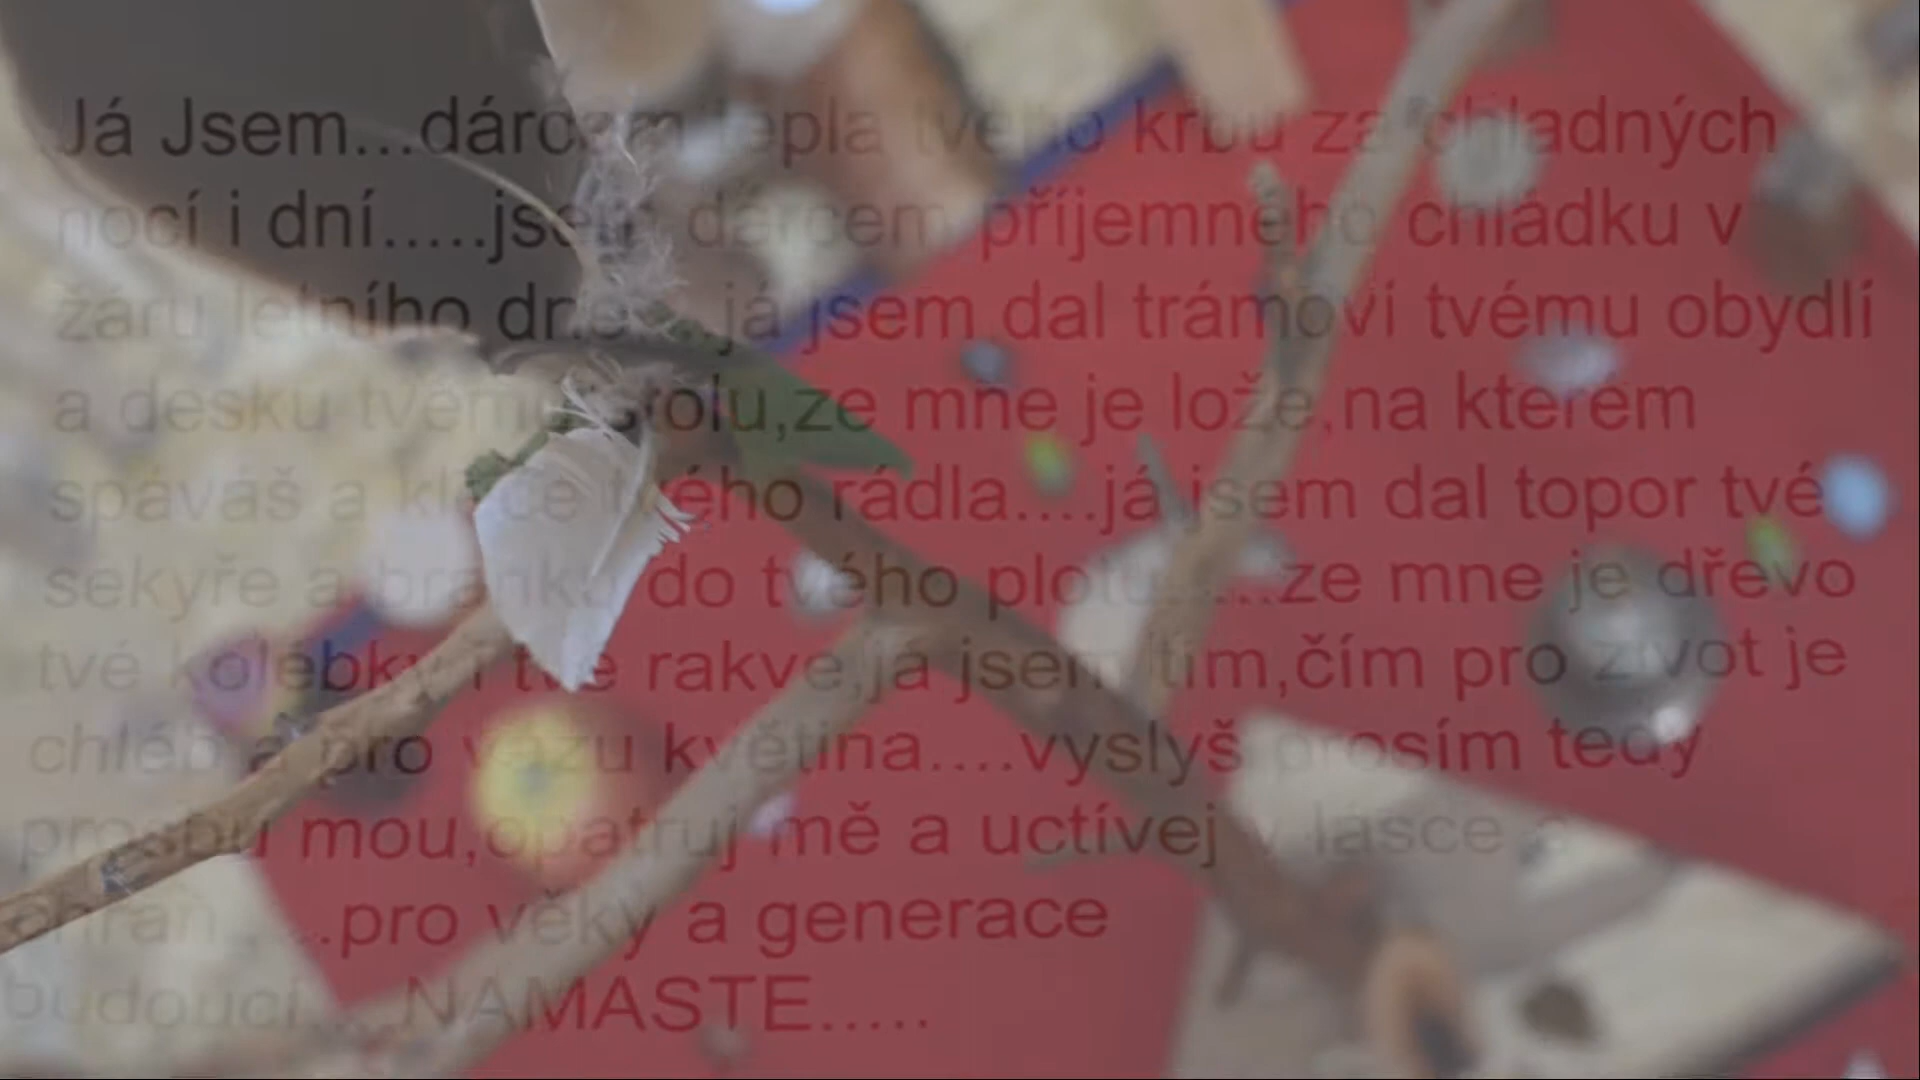 Já Jsem...dárcem tepla tvého krbu za chladných
nocí i dní.....jsem dárcem příjemného chládku v
žáru letního dne....já jsem dal trámoví tvému obydlí
a desku tvému stolu,ze mne je lože,na kterém
spáváš a kleče tvého rádla....já jsem dal topor tvé
sekyře a branku do tvého plotu......ze mne je dřevo
tvé kolébky i tvé rakve,já jsem tím,čím pro život je
chléb a pro vázu květina....vyslyš prosím tedy
prosbu mou,opatruj mě a uctívej v lásce a
chraň ....pro věky a generace
budoucí....NAMASTE.....